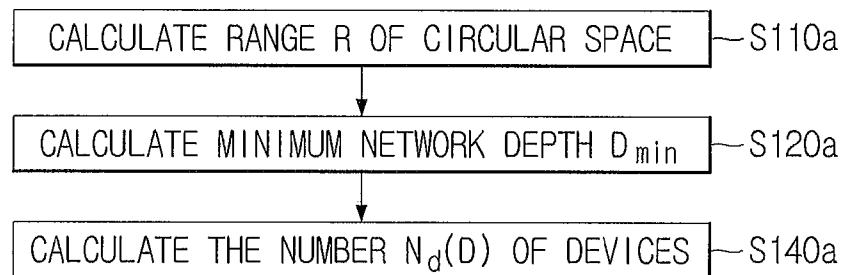 CALCULATE RANGE R OF CIRCULAR SPACE S110a
CALCULATE MINIMUM NETWORK DEPTH Dmin S120a
CALCULATE THE NUMBER Nd(D) OF DEVICES S140a